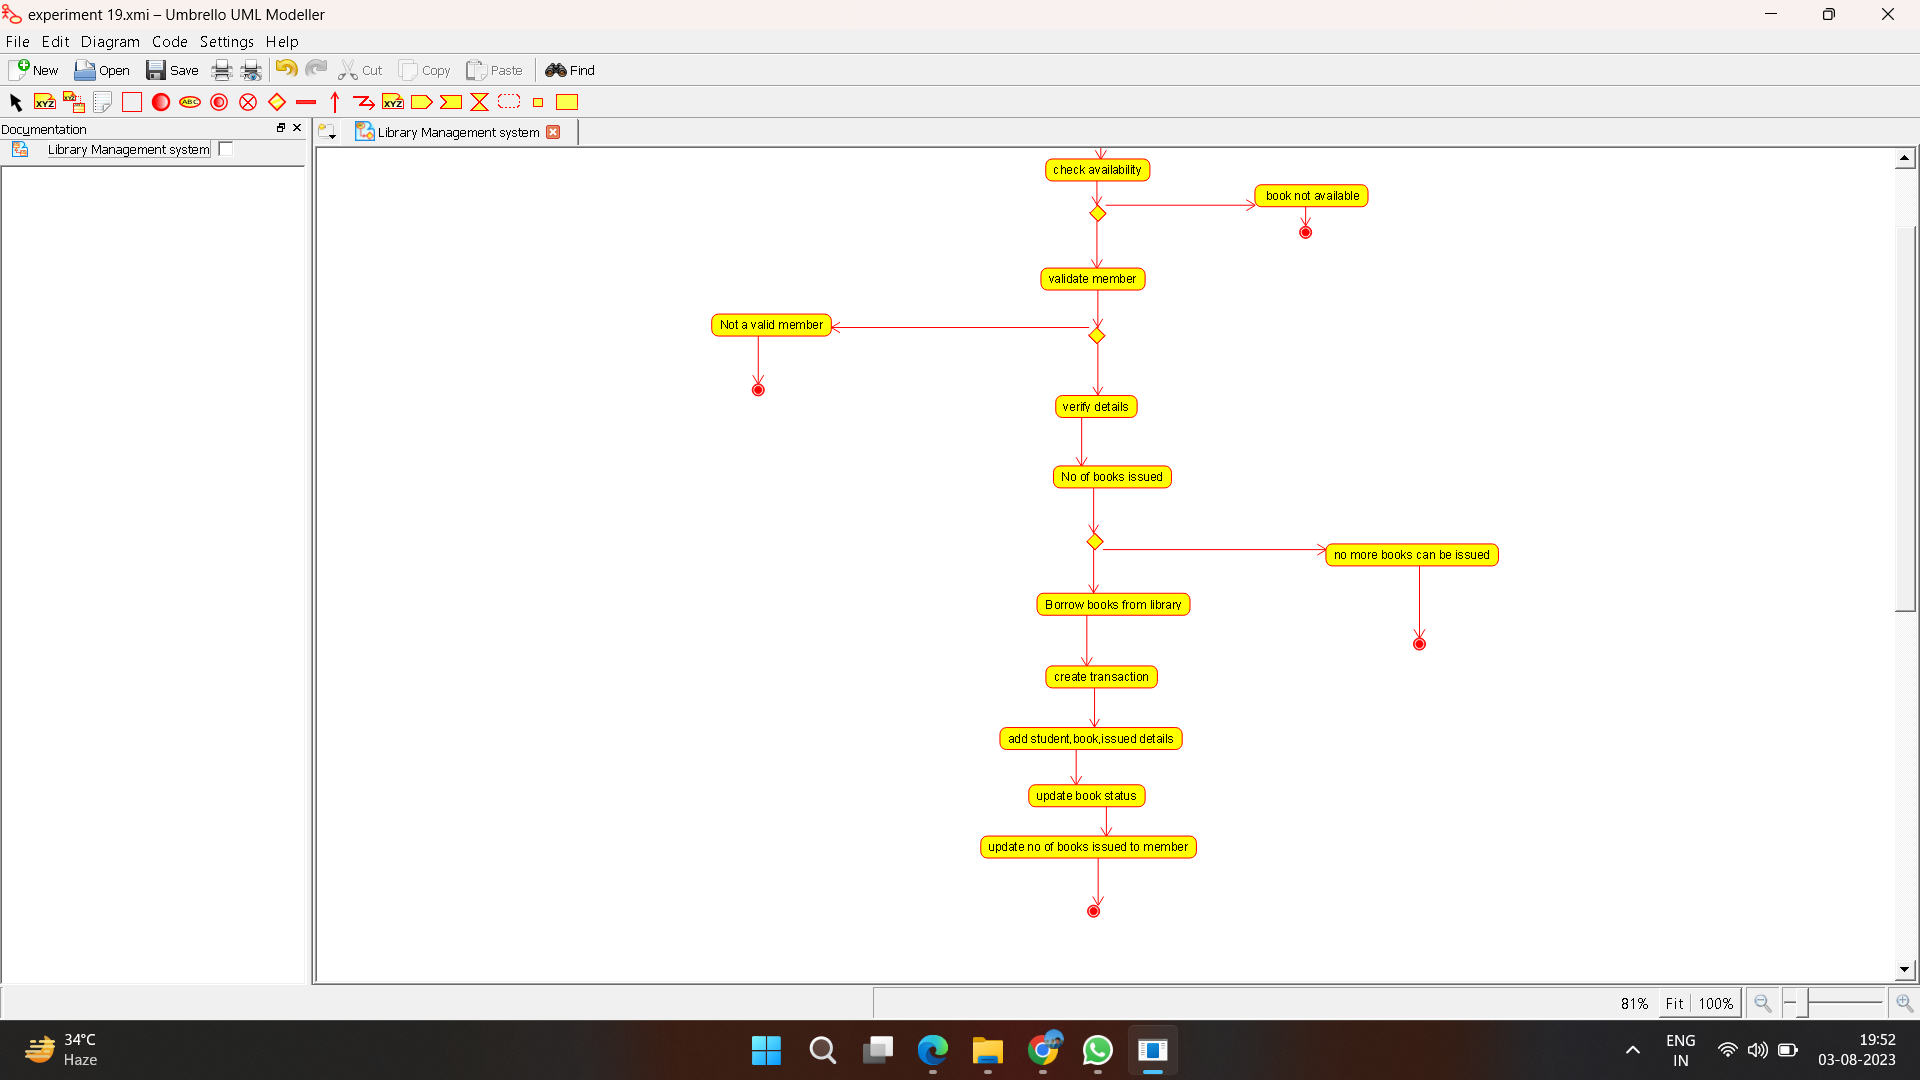 experiment 19.xmi – Umbrello UML Modeller
File Edit Diagram Code Settings Help
New Open Save Cut Copy Paste Find
XYZ XYZ ABC XYZ
Documentation
Library Management system
Library Management system
check availability
book not available
validate member
Not a valid member
verify details
No of books issued
no more books can be issued
Borrow books from library
create transaction
add student,book,issued details
update book status
update no of books issued to member
81% Fit 100%
34°C
Haze
ENG
IN
19:52
03-08-2023